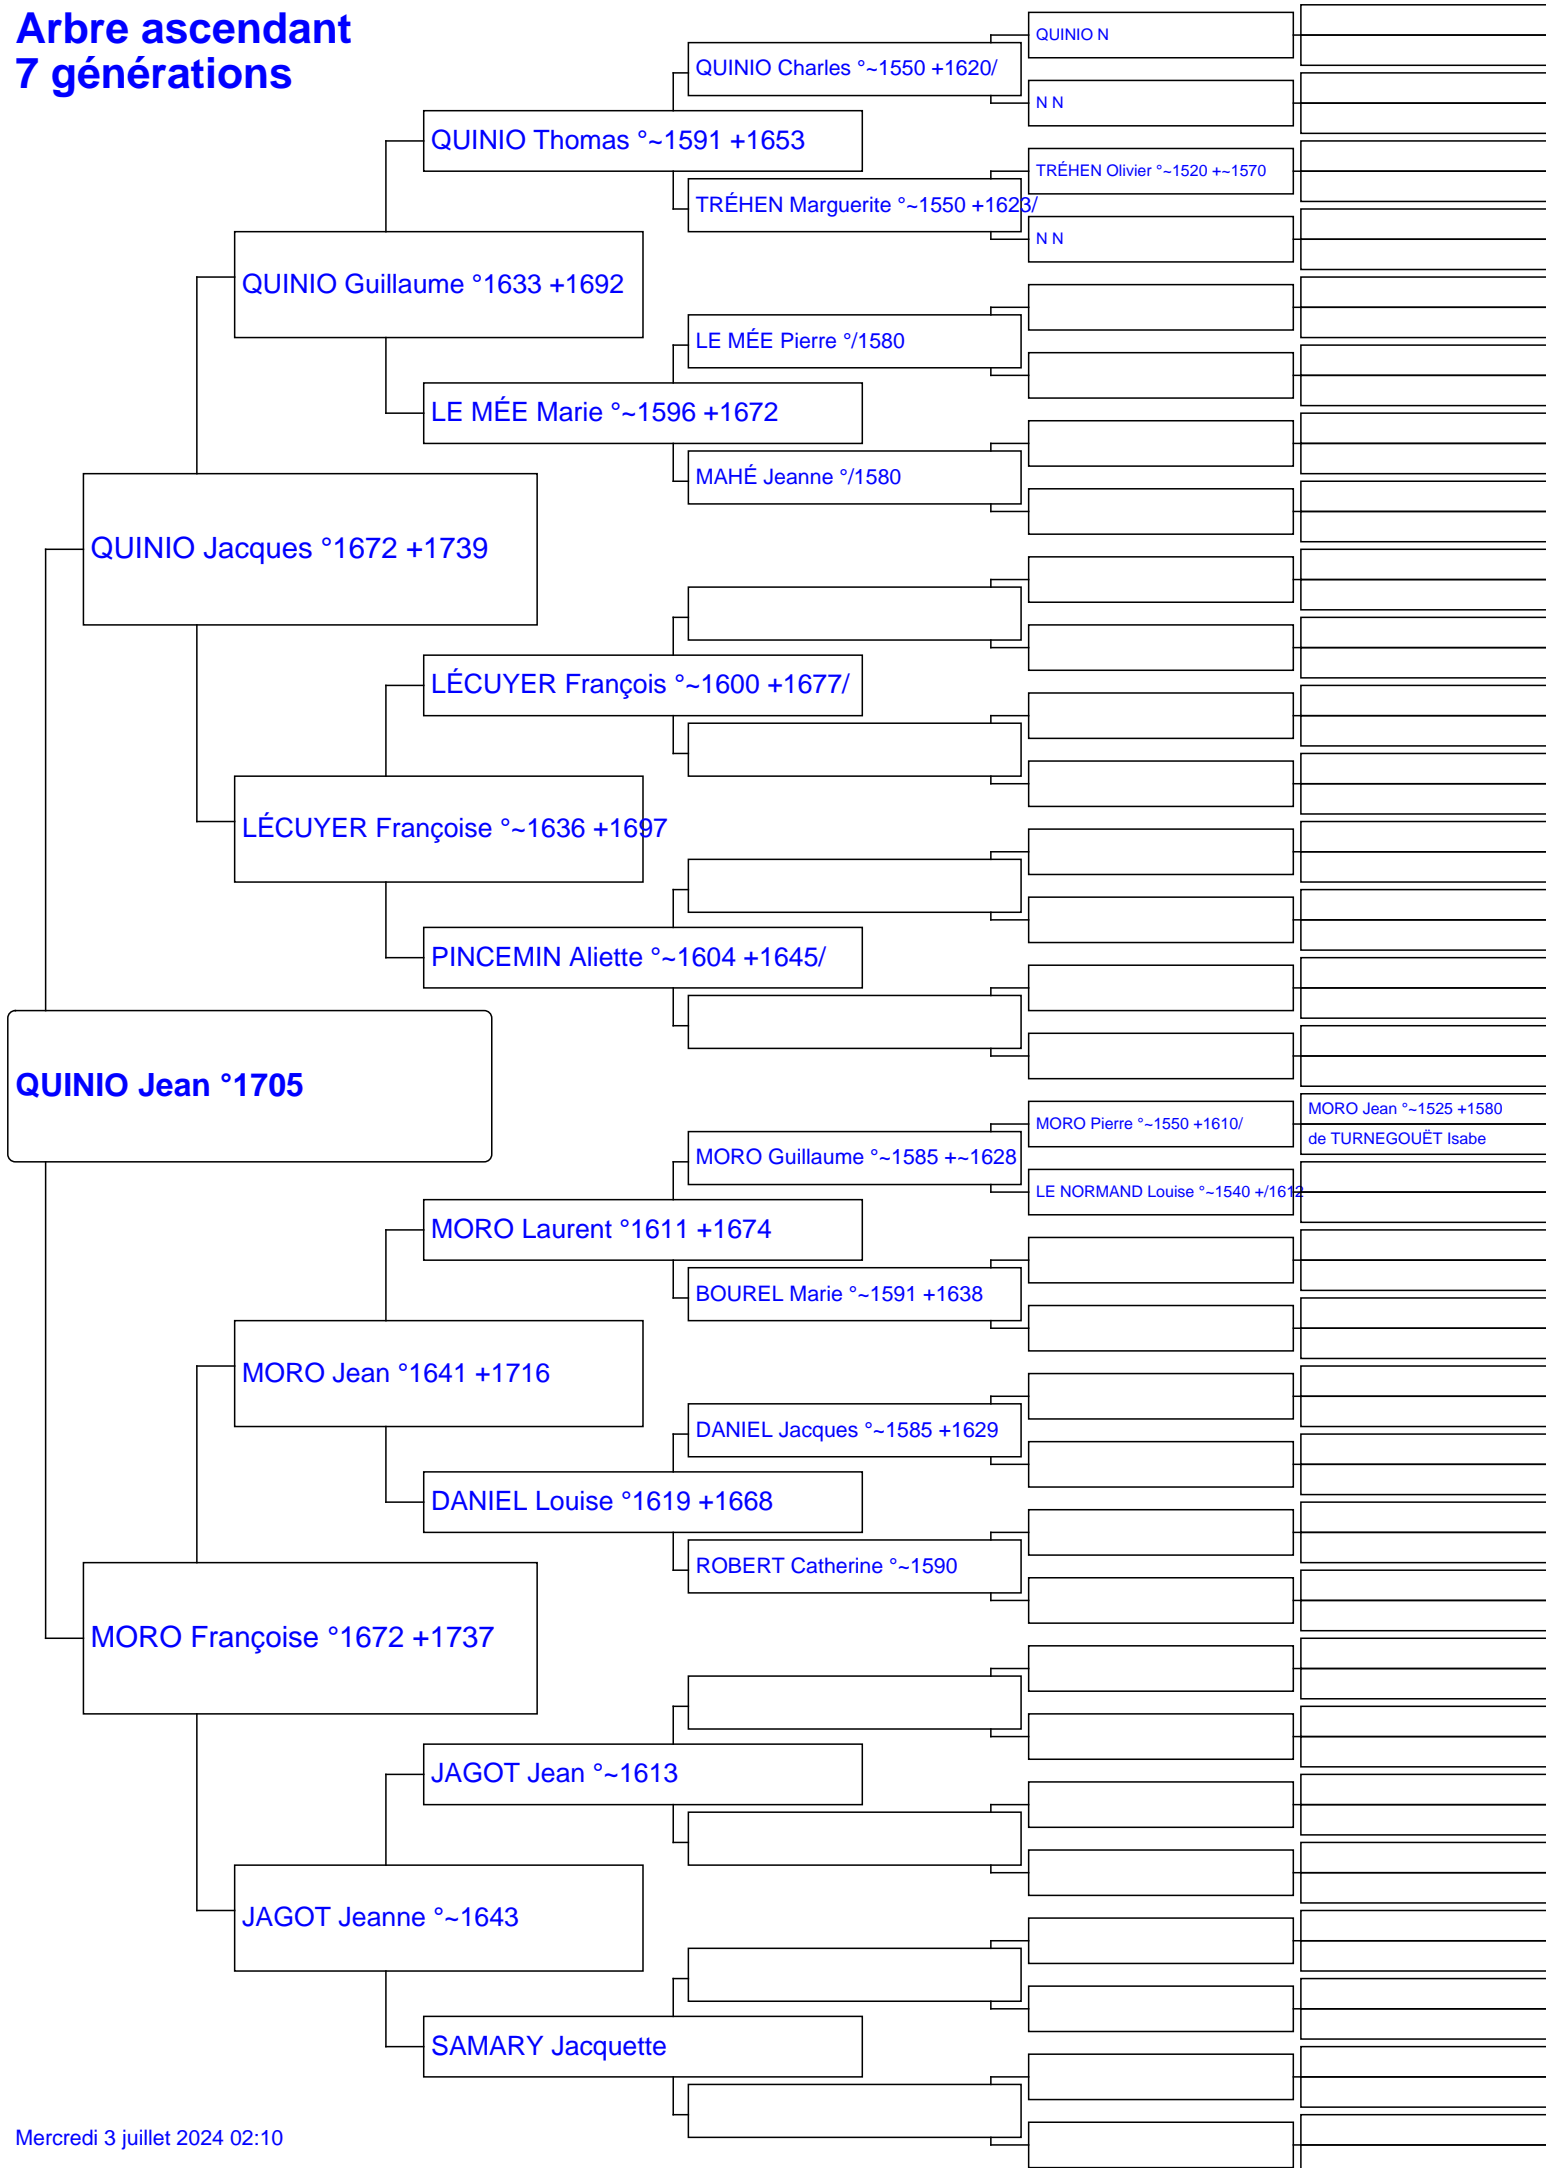 Arbre ascendant
7 générations
QUINIO N
QUINIO Charles °~1550 +1620/
N N
QUINIO Thomas °~1591 +1653
TRÉHEN Olivier °~1520 +~1570
TRÉHEN Marguerite °~1550 +1623/
N N
QUINIO Guillaume °1633 +1692
LE MÉE Pierre °/1580
LE MÉE Marie °~1596 +1672
MAHÉ Jeanne °/1580
QUINIO Jacques °1672 +1739
LÉCUYER François °~1600 +1677/
LÉCUYER Françoise °~1636 +1697
PINCEMIN Aliette °~1604 +1645/
QUINIO Jean °1705
MORO Jean °~1525 +1580
MORO Pierre °~1550 +1610/
de TURNEGOUËT Isabe
MORO Guillaume °~1585 +~1628
LE NORMAND Louise °~1540 +/1612
MORO Laurent °1611 +1674
BOUREL Marie °~1591 +1638
MORO Jean °1641 +1716
DANIEL Jacques °~1585 +1629
DANIEL Louise °1619 +1668
ROBERT Catherine °~1590
MORO Françoise °1672 +1737
JAGOT Jean °~1613
JAGOT Jeanne °~1643
SAMARY Jacquette
Mercredi 3 juillet 2024 02:10